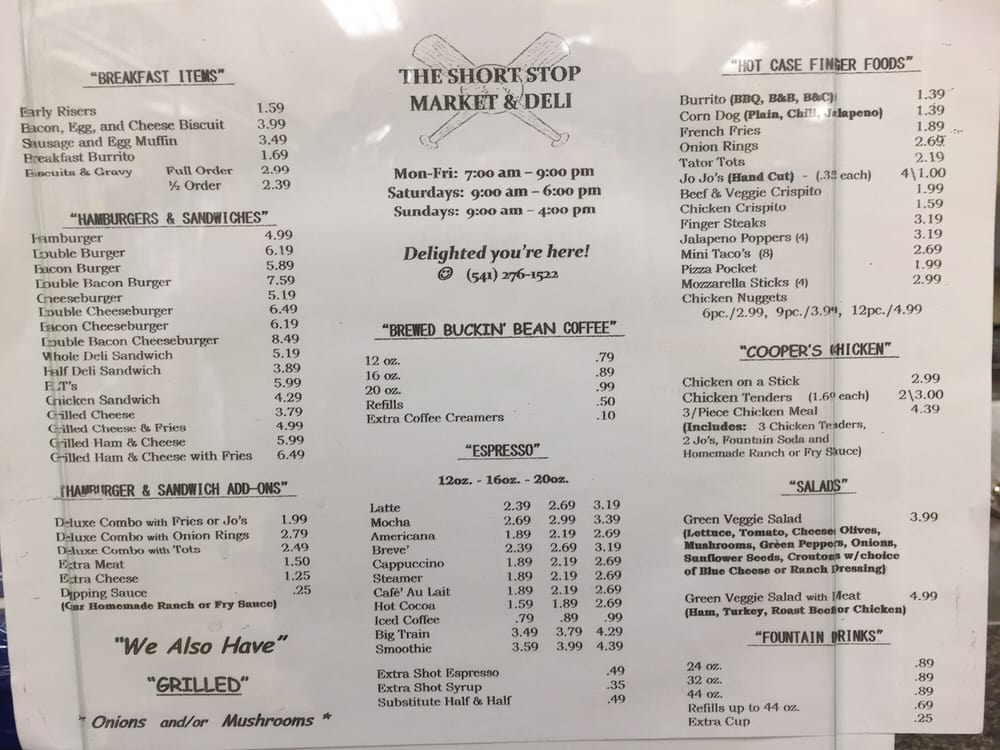 "BREAKFAST ITEMS"
Early Risers 1.59
Bacon, Egg, and Cheese Biscuit 3.99
Sausage and Egg Muffin 3.49
Breakfast Burrito 1.69
Biscuits & Gravy Full Order 2.99
½ Order 2.39
"HAMBURGERS & SANDWICHES"
Hamburger 4.99
Double Burger 6.19
Bacon Burger 5.89
Double Bacon Burger 7.59
Cheeseburger 5.19
Double Cheeseburger 6.49
Bacon Cheeseburger 6.19
Double Bacon Cheeseburger 8.49
Whole Deli Sandwich 5.19
Half Deli Sandwich 3.89
BLT's 5.99
Chicken Sandwich 4.29
Grilled Cheese 3.79
Grilled Cheese & Fries 4.99
Grilled Ham & Cheese 5.99
Grilled Ham & Cheese with Fries 6.49
"HAMBURGER & SANDWICH ADD-ONS"
Deluxe Combo with Fries or Jo's 1.99
Deluxe Combo with Onion Rings 2.79
Deluxe Combo with Tots 2.49
Extra Meat 1.50
Extra Cheese 1.25
Dipping Sauce .25
(Our Homemade Ranch or Fry Sauce)
"We Also Have"
"GRILLED"
* Onions and/or Mushrooms *
THE SHORT STOP
MARKET & DELI
Mon-Fri: 7:00 am – 9:00 pm
Saturdays: 9:00 am – 6:00 pm
Sundays: 9:00 am – 4:00 pm
Delighted you're here!
☺ (541) 276-1522
"BREWED BUCKIN' BEAN COFFEE"
12 oz. .79
16 oz. .89
20 oz. .99
Refills .50
Extra Coffee Creamers .10
"ESPRESSO"
12oz. - 16oz. - 20oz.
Latte 2.39 2.69 3.19
Mocha 2.69 2.99 3.39
Americana 1.89 2.19 2.69
Breve' 2.39 2.69 3.19
Cappuccino 1.89 2.19 2.69
Steamer 1.89 2.19 2.69
Café' Au Lait 1.89 2.19 2.69
Hot Cocoa 1.59 1.89 2.69
Iced Coffee .79 .89 .99
Big Train 3.49 3.79 4.29
Smoothie 3.59 3.99 4.39
Extra Shot Espresso .49
Extra Shot Syrup .35
Substitute Half & Half .49
"HOT CASE FINGER FOODS"
Burrito (BBQ, B&B, B&C) 1.39
Corn Dog (Plain, Chili, Jalapeno) 1.39
French Fries 1.89
Onion Rings 2.69
Tator Tots 2.19
Jo Jo's (Hand Cut) - (.35 each) 4\1.00
Beef & Veggie Crispito 1.99
Chicken Crispito 1.59
Finger Steaks 3.19
Jalapeno Poppers (4) 3.19
Mini Taco's (8) 2.69
Pizza Pocket 1.99
Mozzarella Sticks (4) 2.99
Chicken Nuggets
6pc./2.99, 9pc./3.99, 12pc./4.99
"COOPER'S CHICKEN"
Chicken on a Stick 2.99
Chicken Tenders (1.69 each) 2\3.00
3/Piece Chicken Meal 4.39
(Includes: 3 Chicken Tenders,
2 Jo's, Fountain Soda and
Homemade Ranch or Fry Sauce)
"SALADS"
Green Veggie Salad 3.99
(Lettuce, Tomato, Cheese, Olives,
Mushrooms, Green Peppers, Onions,
Sunflower Seeds, Croutons w/choice
of Blue Cheese or Ranch Dressing)
Green Veggie Salad with Meat 4.99
(Ham, Turkey, Roast Beef or Chicken)
"FOUNTAIN DRINKS"
24 oz. .89
32 oz. .89
44 oz. .89
Refills up to 44 oz. .69
Extra Cup .25